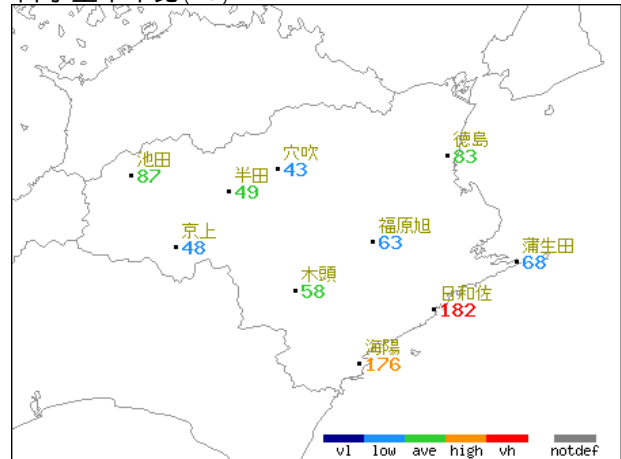 徳島
83
池田
87
穴吹
43
半田
49
京上
48
福原旭
63
蒲生田
68
木頭
58
日和佐
182
海陽
176
vl low ave high vh notdef